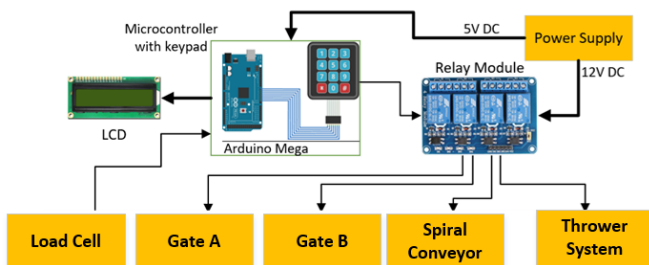 Microcontroller
with keypad
5V DC
Power Supply
12V DC
Relay Module
LCD
Arduino Mega
Load Cell
Gate A
Gate B
Spiral
Conveyor
Thrower
System